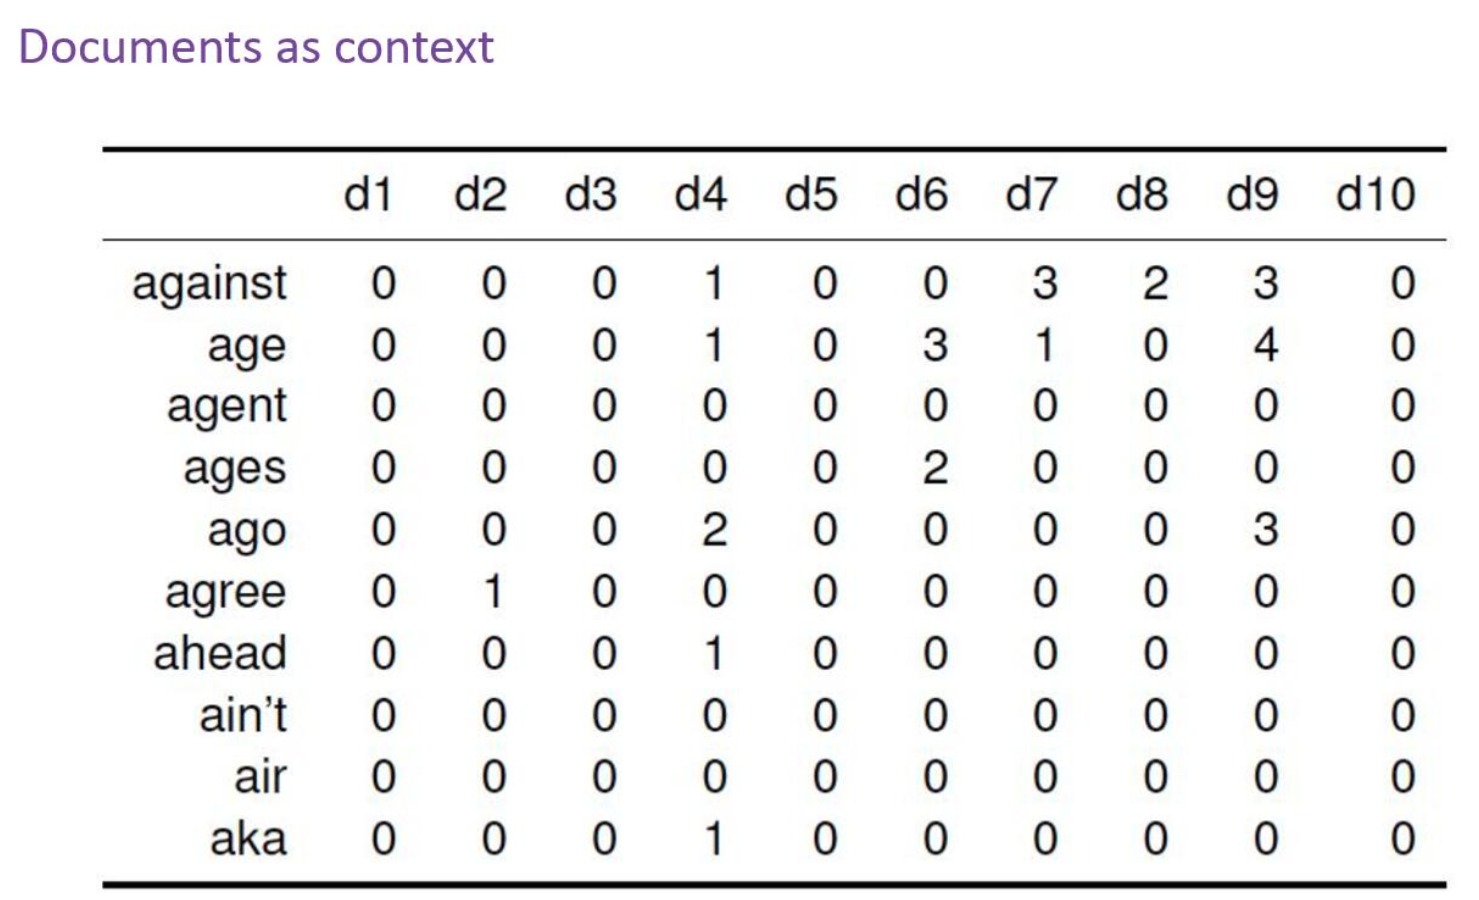 Documents as context
d1 d2 d3 d4 d5 d6 d7 d8 d9 d10
against 0 0 0 1 0 0 3 2 3 0
age 0 0 0 1 0 3 1 0 4 0
agent 0 0 0 0 0 0 0 0 0 0
ages 0 0 0 0 0 2 0 0 0 0
ago 0 0 0 2 0 0 0 0 3 0
agree 0 1 0 0 0 0 0 0 0 0
ahead 0 0 0 1 0 0 0 0 0 0
ain’t 0 0 0 0 0 0 0 0 0 0
air 0 0 0 0 0 0 0 0 0 0
aka 0 0 0 1 0 0 0 0 0 0